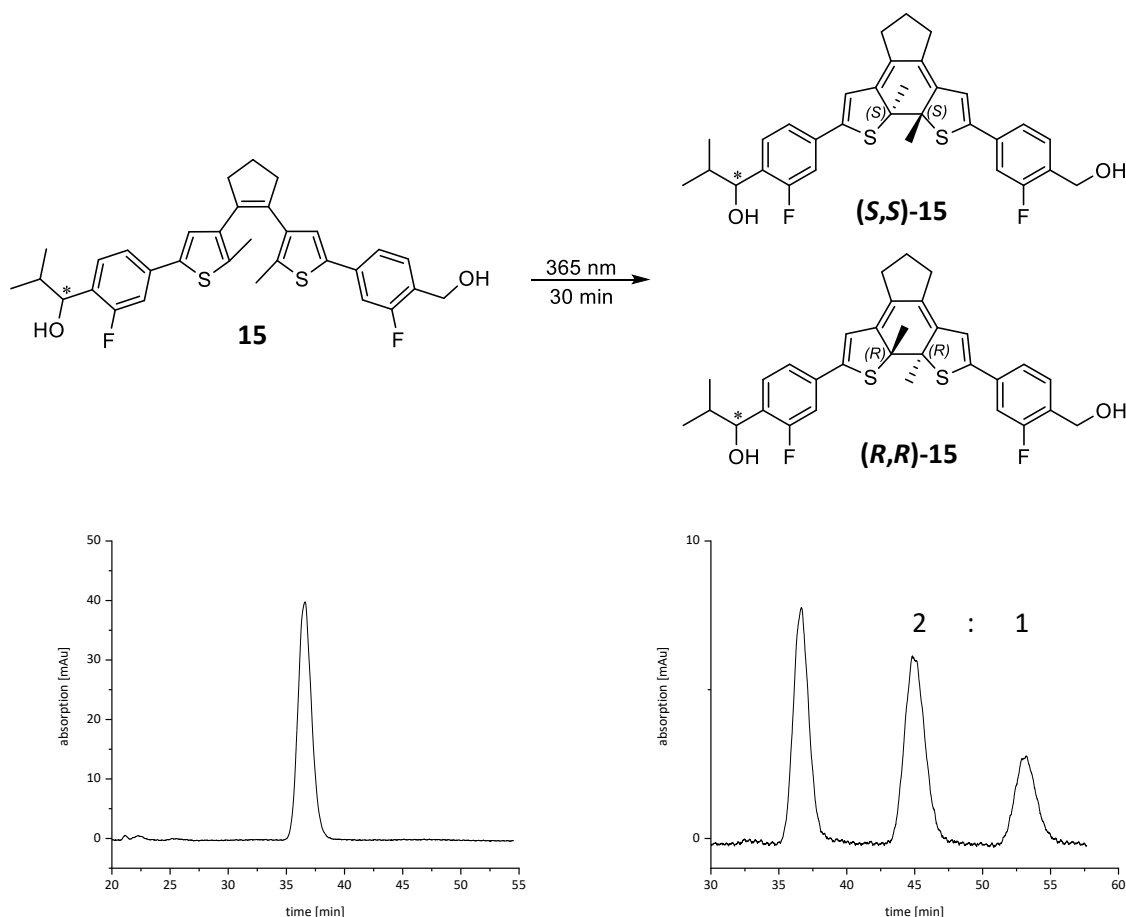 (S)
(S)
S
S
OH
*
OH
F
F
(S,S)-15
S
S
OH
*
HO
F
F
15
365 nm
30 min
(R)
(R)
S
S
OH
*
OH
F
F
(R,R)-15
50
40
30
20
10
0
absorption [mAu]
20 25 30 35 40 45 50 55
time [min]
10
0
absorption [mAu]
2 : 1
30 35 40 45 50 55 60
time [min]